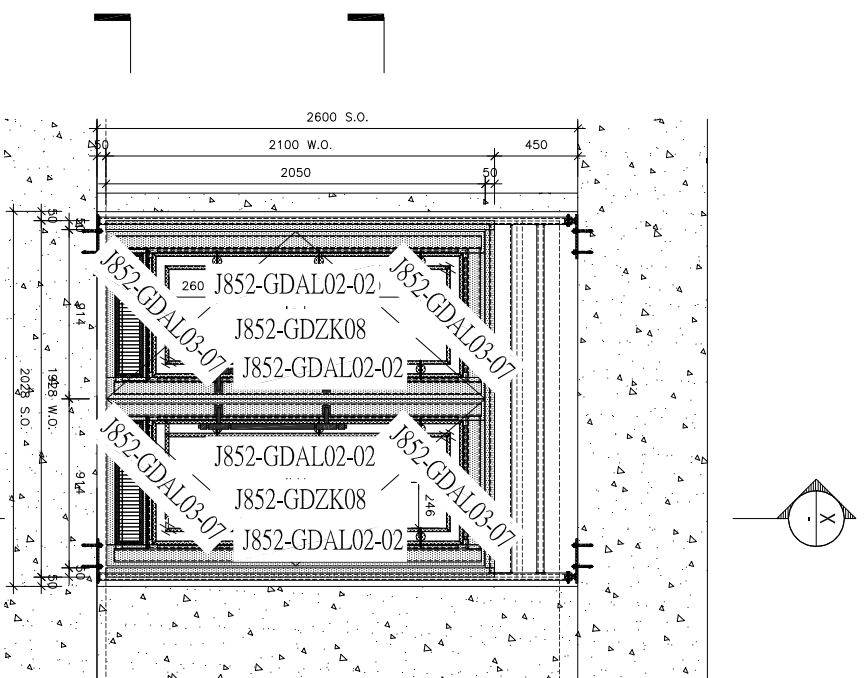 2600 S.O.
50
2100 W.O.
450
2050
50
50
50
J852-GDAL03-07
J852-GDAL02-02
J852-GDAL03-07
260
914
J852-GDZK08
J852-GDAL02-02
2028 S.O.
1928 W.O.
J852-GDAL03-07
J852-GDAL02-02
J852-GDAL03-07
914
J852-GDZK08
246
J852-GDAL02-02
50
50
- X